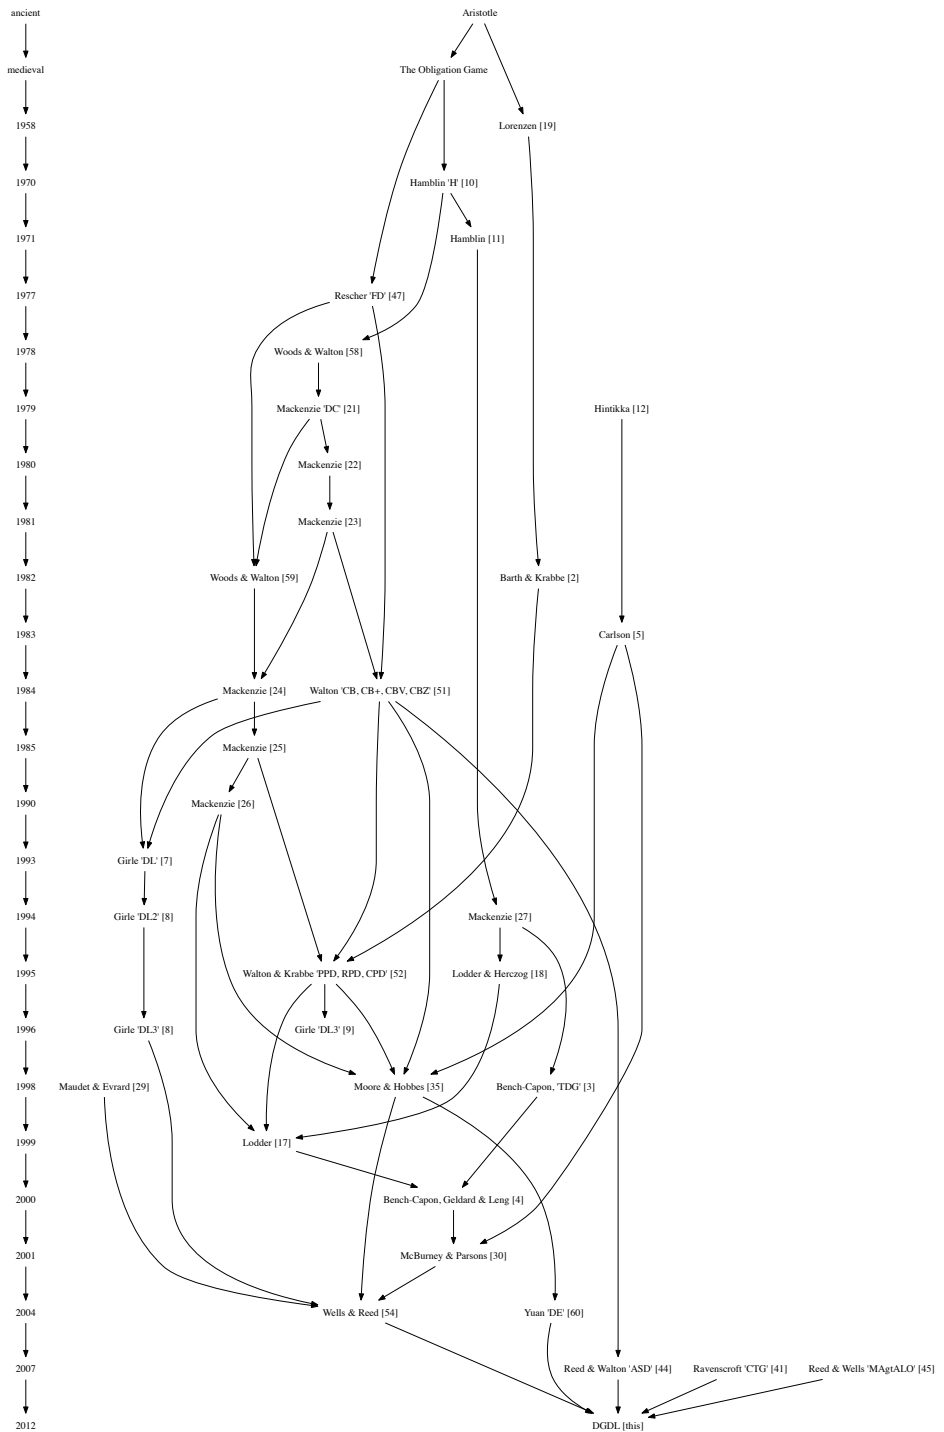 ancient
Aristotle
medieval
The Obligation Game
1958
Lorenzen [19]
1970
Hamblin 'H' [10]
1971
Hamblin [11]
1977
Rescher 'FD' [47]
1978
Woods & Walton [58]
1979
Mackenzie 'DC' [21]
Hintikka [12]
1980
Mackenzie [22]
1981
Mackenzie [23]
1982
Woods & Walton [59]
Barth & Krabbe [2]
1983
Carlson [5]
1984
Mackenzie [24]
Walton 'CB, CB+, CBV, CBZ' [51]
1985
Mackenzie [25]
1990
Mackenzie [26]
1993
Girle 'DL' [7]
1994
Girle 'DL2' [8]
Mackenzie [27]
1995
Walton & Krabbe 'PPD, RPD, CPD' [52]
Lodder & Herczog [18]
1996
Girle 'DL3' [8]
Girle 'DL3' [9]
1998
Maudet & Evrard [29]
Moore & Hobbes [35]
Bench-Capon, 'TDG' [3]
1999
Lodder [17]
2000
Bench-Capon, Geldard & Leng [4]
2001
McBurney & Parsons [30]
2004
Wells & Reed [54]
Yuan 'DE' [60]
2007
Reed & Walton 'ASD' [44]
Ravenscroft 'CTG' [41]
Reed & Wells 'MAgtALO' [45]
2012
DGDL [this]